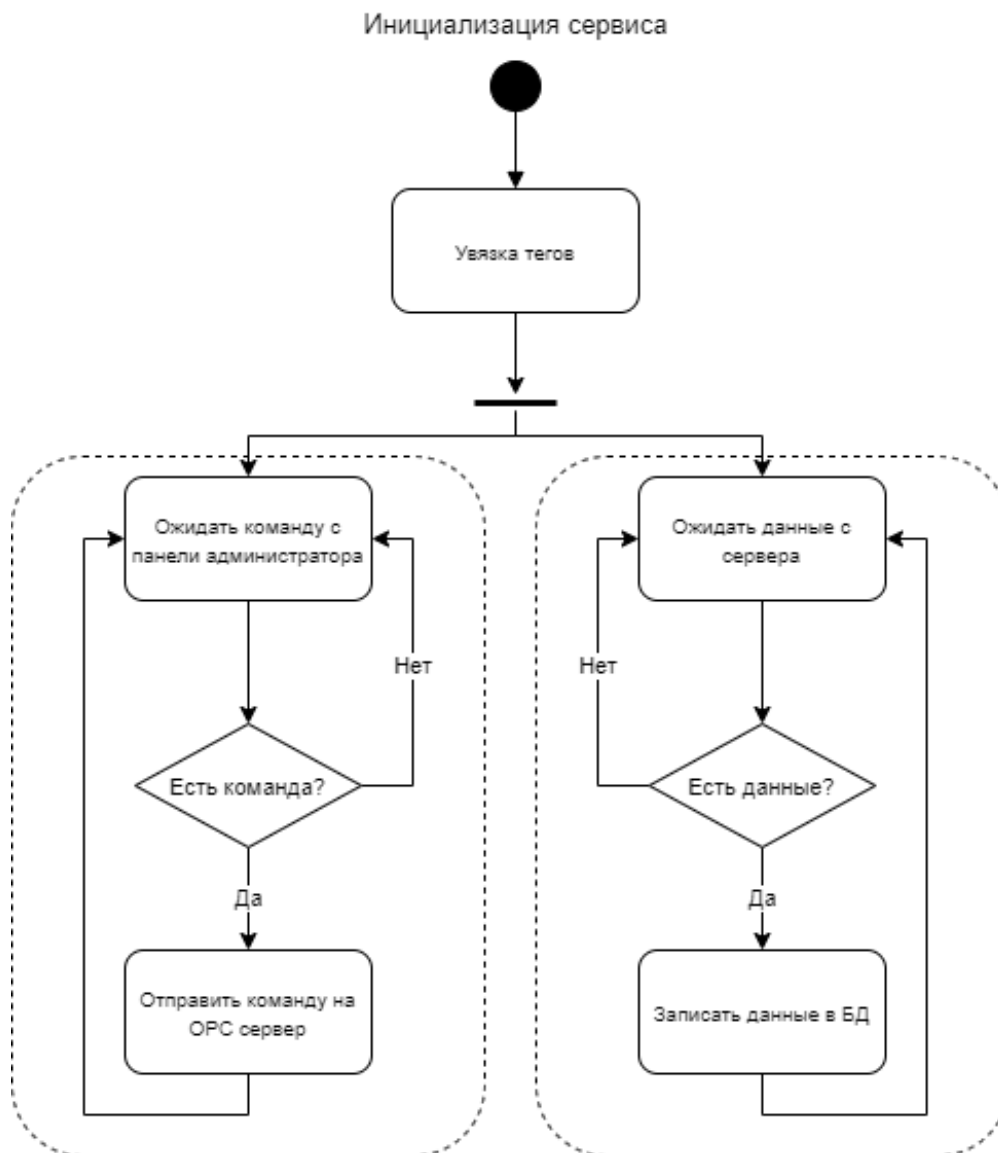 Инициализация сервиса
Увязка тегов
Ожидать команду с
панели администратора
Ожидать данные с
сервера
Нет
Нет
Есть команда?
Есть данные?
Да
Да
Отправить команду на
OPC сервер
Записать данные в БД